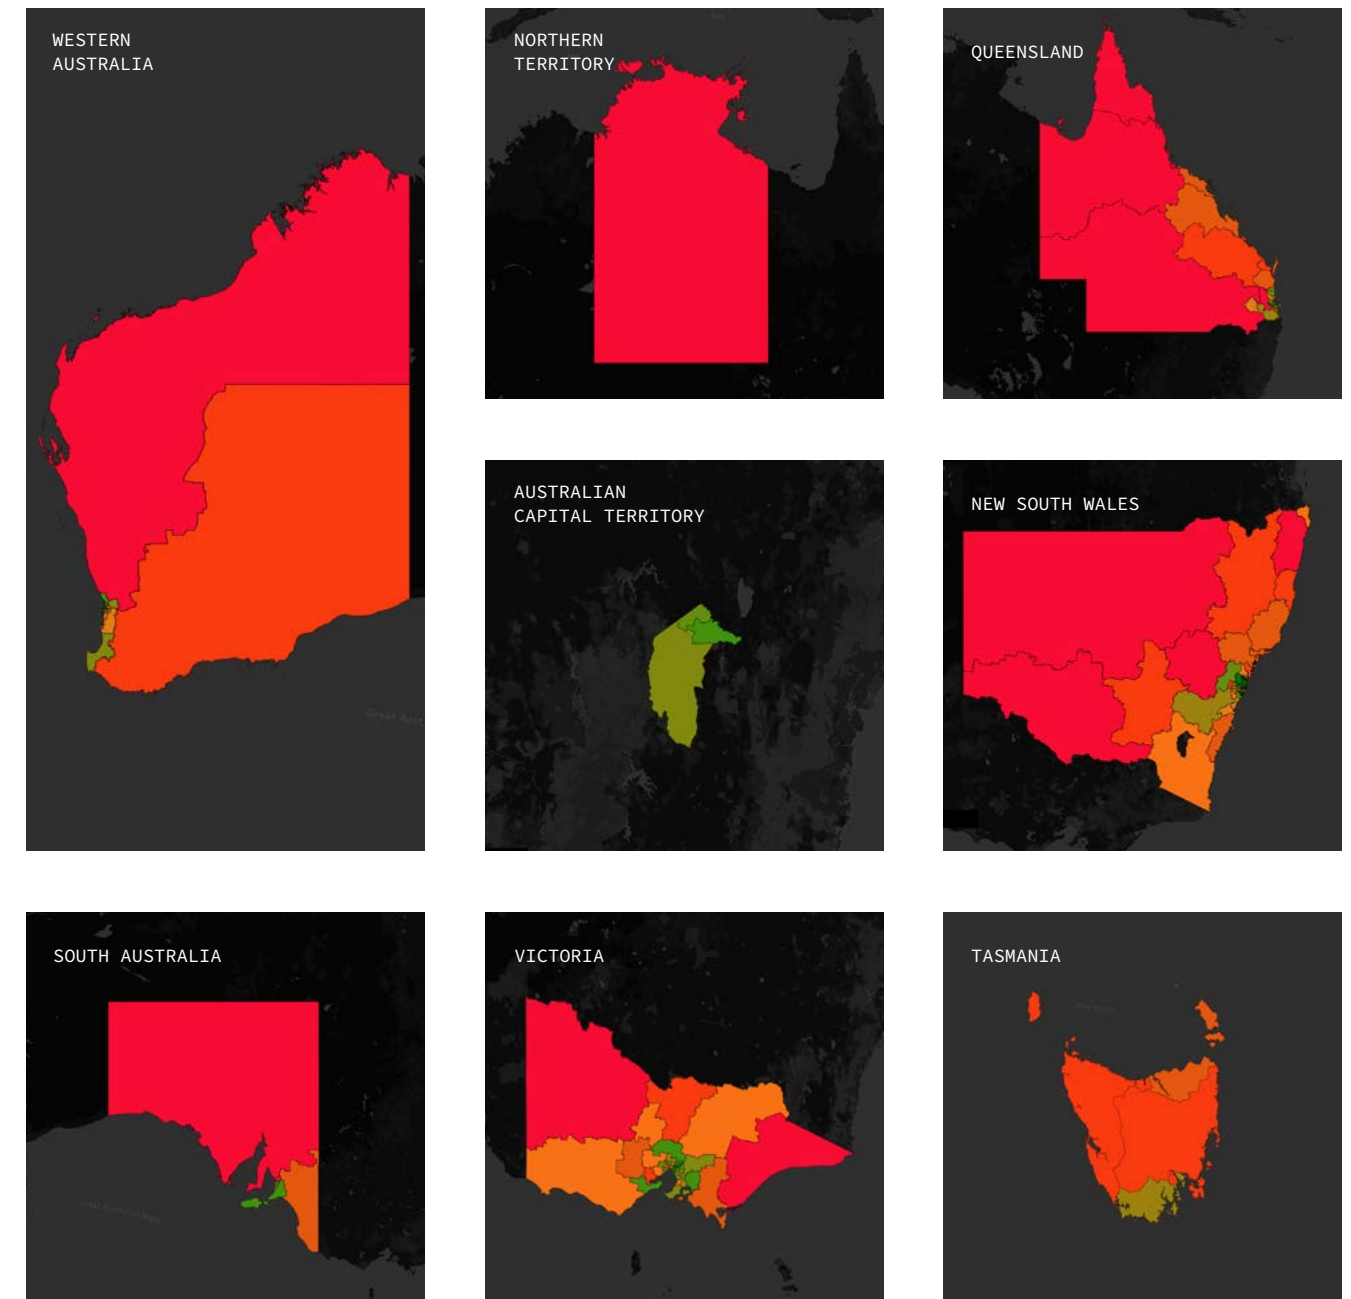 WESTERN
AUSTRALIA
NORTHERN
TERRITORY
QUEENSLAND
AUSTRALIAN
CAPITAL TERRITORY
NEW SOUTH WALES
SOUTH AUSTRALIA
VICTORIA
TASMANIA